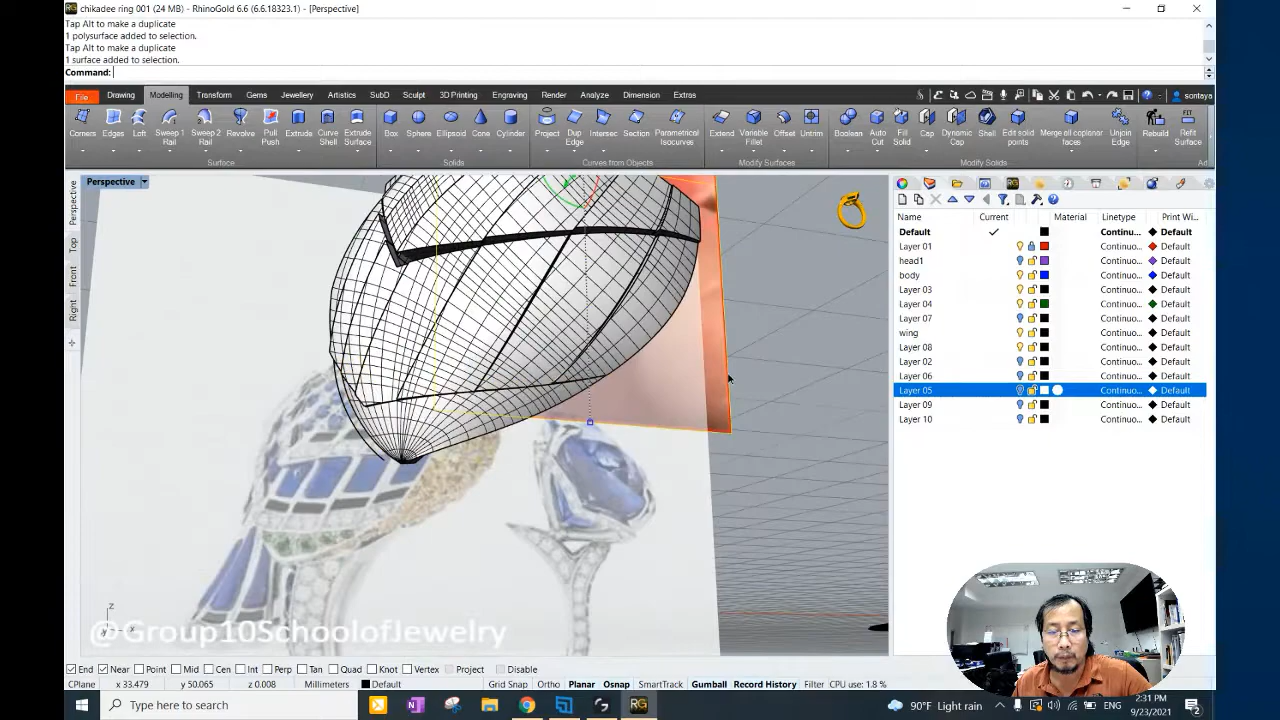 chikadee ring 001 (24 MB) - RhinoGold 6.6 (6.6.18323.1) - [Perspective]
Tap Alt to make a duplicate
1 polysurface added to selection.
Tap Alt to make a duplicate
1 surface added to selection.
Command:
File Drawing Modelling Transform Gems Jewellery Artists SubD Sculpt 3D Printing Engraving Render Analyze Dimension Extras sontaya
Corners Edges Loft Sweep 1 Rail Sweep 2 Rail Revolve Pull Push Extrude Curve Shell Extrude Surface Box Sphere Ellipsoid Cone Cylinder Project Dup Edge Intersec Section Parametrical Isocurves Extend Variable Fillet Offset Untrim Boolean Auto Cut Fill Solid Cap Dynamic Cap Shell Edit solid points Merge all coplanar faces Unjoin Edge Rebuild Refit Surface
Surface Solids Curves from Objects Modify Surfaces Modify Solids Ad
Perspective
Perspective
Top
Front
Right
Name Current Material Linetype Print Wi...
Default Continu... Default
Layer 01 Continuo... Default
head1 Continuo... Default
body Continuo... Default
Layer 03 Continuo... Default
Layer 04 Continuo... Default
Layer 07 Continuo... Default
wing Continuo... Default
Layer 08 Continuo... Default
Layer 02 Continuo... Default
Layer 06 Continuo... Default
Layer 05 Continuo... Default
Layer 09 Continuo... Default
Layer 10 Continuo... Default
z
x
y
@Group10SchoolofJewelry
End Near Point Mid Cen Int Perp Tan Quad Knot Vertex Project Disable
CPlane x 33.479 y 50.065 z 0.008 Millimeters Default Grid Snap Ortho Planar Osnap SmartTrack Gumball Record History Filter CPU use: 1.8 %
Type here to search
90°F Light rain
ENG
2:31 PM
9/23/2021
2